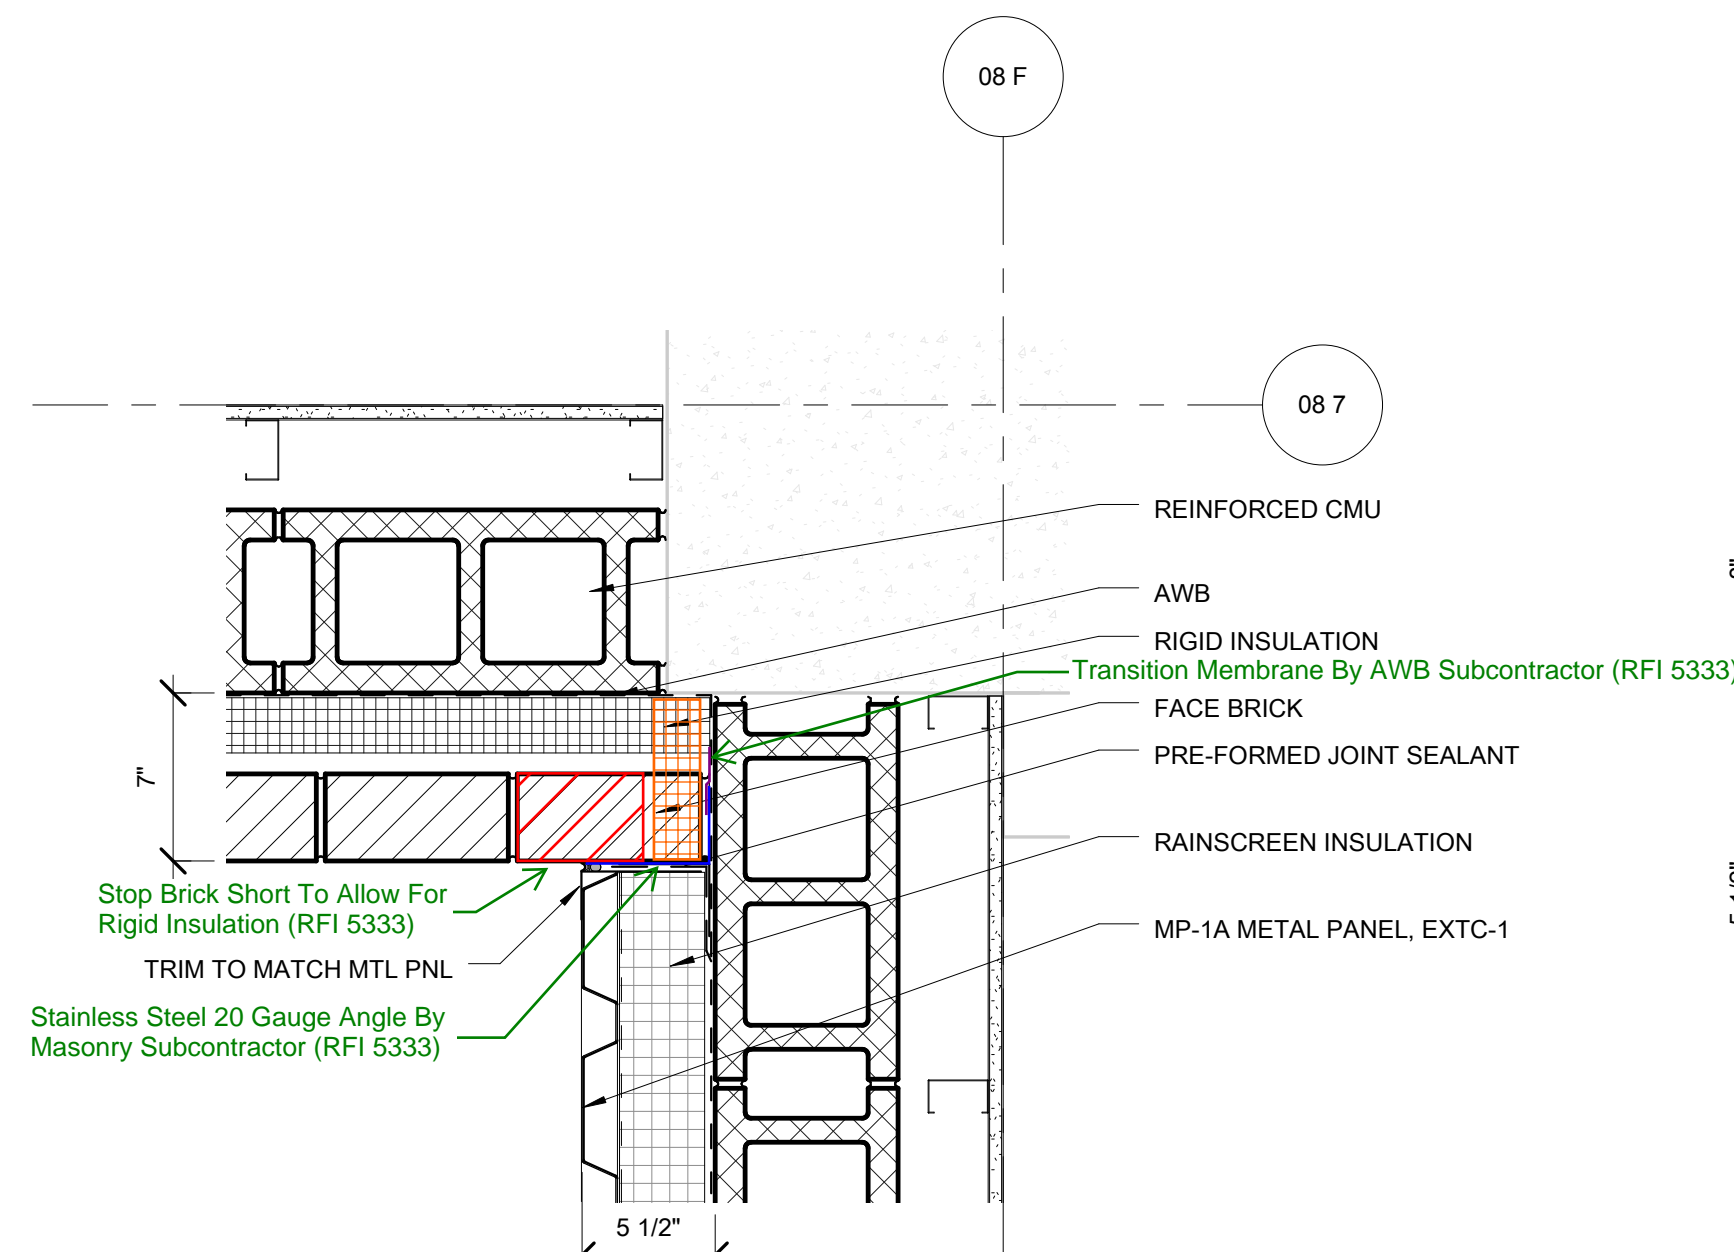 08 F
08 7
REINFORCED CMU
AWB
RIGID INSULATION
Transition Membrane By AWB Subcontractor (RFI 5333)
FACE BRICK
PRE-FORMED JOINT SEALANT
7"
RAINSCREEN INSULATION
Stop Brick Short To Allow For
Rigid Insulation (RFI 5333)
MP-1A METAL PANEL, EXTC-1
TRIM TO MATCH MTL PNL
Stainless Steel 20 Gauge Angle By
Masonry Subcontractor (RFI 5333)
5 1/2"